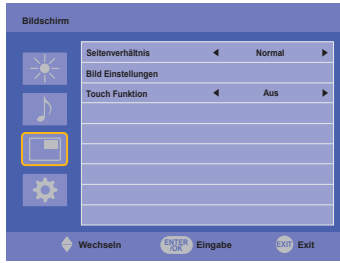 Bildschirm
Seitenverhältnis Normal
Bild Einstellungen
Touch Funktion Aus
Wechseln ENTER /OK Eingabe EXIT Exit